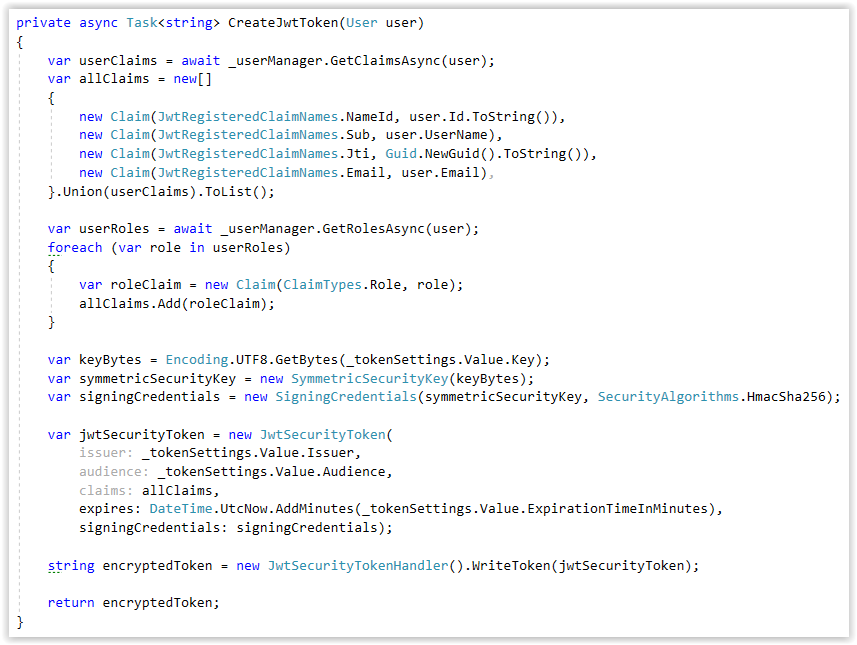 private async Task<string> CreateJwtToken(User user)
{
    var userClaims = await _userManager.GetClaimsAsync(user);
    var allClaims = new[]
    {
        new Claim(JwtRegisteredClaimNames.NameId, user.Id.ToString()),
        new Claim(JwtRegisteredClaimNames.Sub, user.UserName),
        new Claim(JwtRegisteredClaimNames.Jti, Guid.NewGuid().ToString()),
        new Claim(JwtRegisteredClaimNames.Email, user.Email),
    }.Union(userClaims).ToList();

    var userRoles = await _userManager.GetRolesAsync(user);
    foreach (var role in userRoles)
    {
        var roleClaim = new Claim(ClaimTypes.Role, role);
        allClaims.Add(roleClaim);
    }

    var keyBytes = Encoding.UTF8.GetBytes(_tokenSettings.Value.Key);
    var symmetricSecurityKey = new SymmetricSecurityKey(keyBytes);
    var signingCredentials = new SigningCredentials(symmetricSecurityKey, SecurityAlgorithms.HmacSha256);

    var jwtSecurityToken = new JwtSecurityToken(
        issuer: _tokenSettings.Value.Issuer,
        audience: _tokenSettings.Value.Audience,
        claims: allClaims,
        expires: DateTime.UtcNow.AddMinutes(_tokenSettings.Value.ExpirationTimeInMinutes),
        signingCredentials: signingCredentials);

    string encryptedToken = new JwtSecurityTokenHandler().WriteToken(jwtSecurityToken);

    return encryptedToken;
}